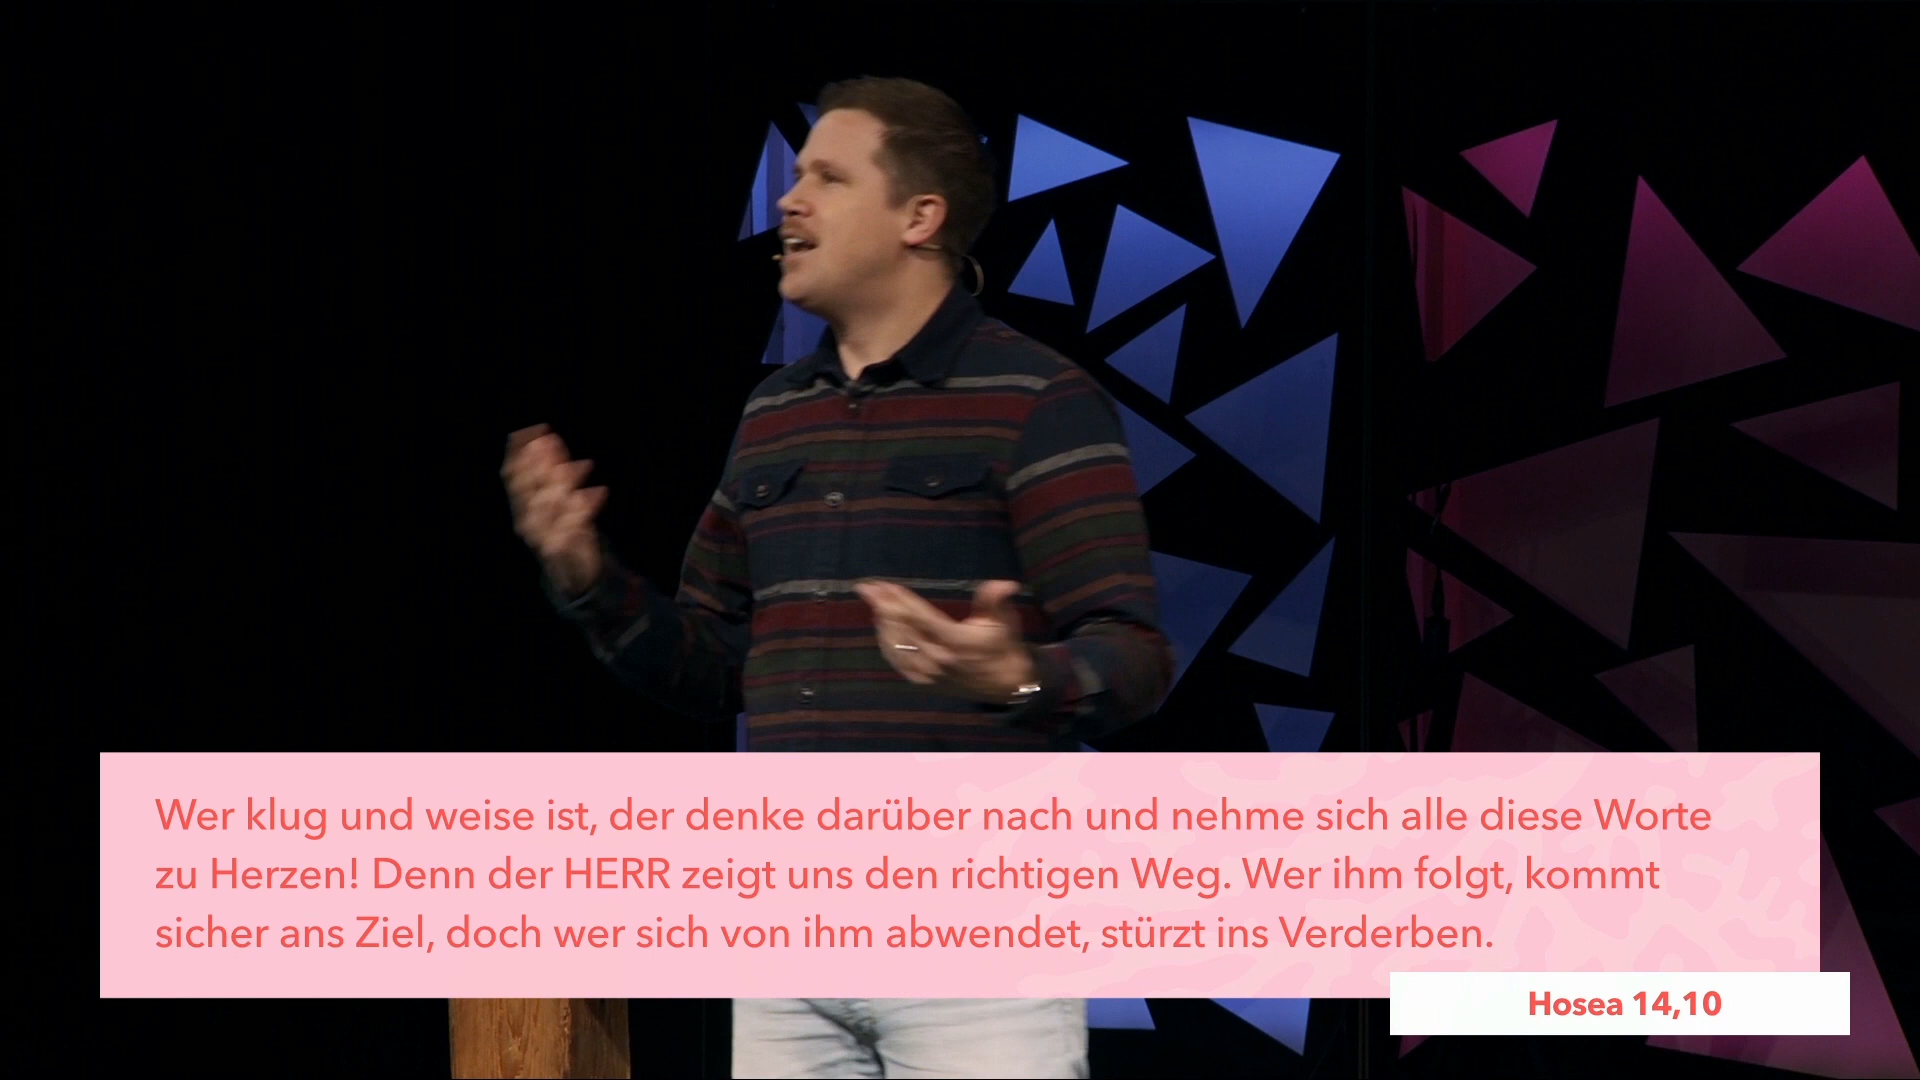 Wer klug und weise ist, der denke darüber nach und nehme sich alle diese Worte
zu Herzen! Denn der HERR zeigt uns den richtigen Weg. Wer ihm folgt, kommt
sicher ans Ziel, doch wer sich von ihm abwendet, stürzt ins Verderben.
Hosea 14,10